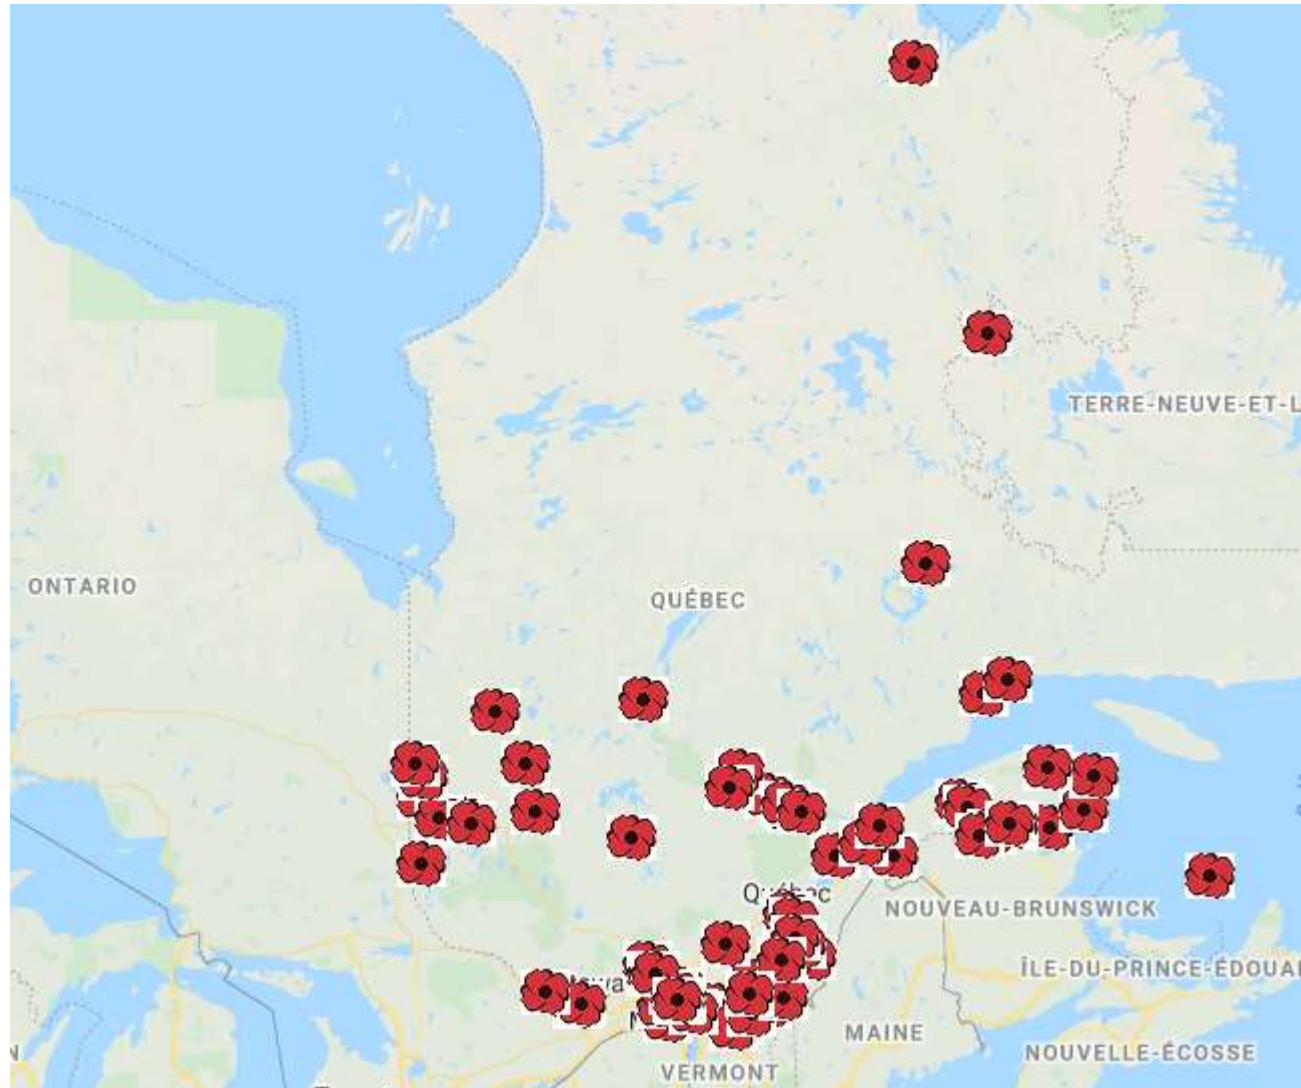 TERRE-NEUVE-ET-L
ONTARIO
QUÉBEC
NOUVEAU-BRUNSWICK
ÎLE-DU-PRINCE-ÉDOUA
MAINE
NOUVELLE-ÉCOSSE
VERMONT